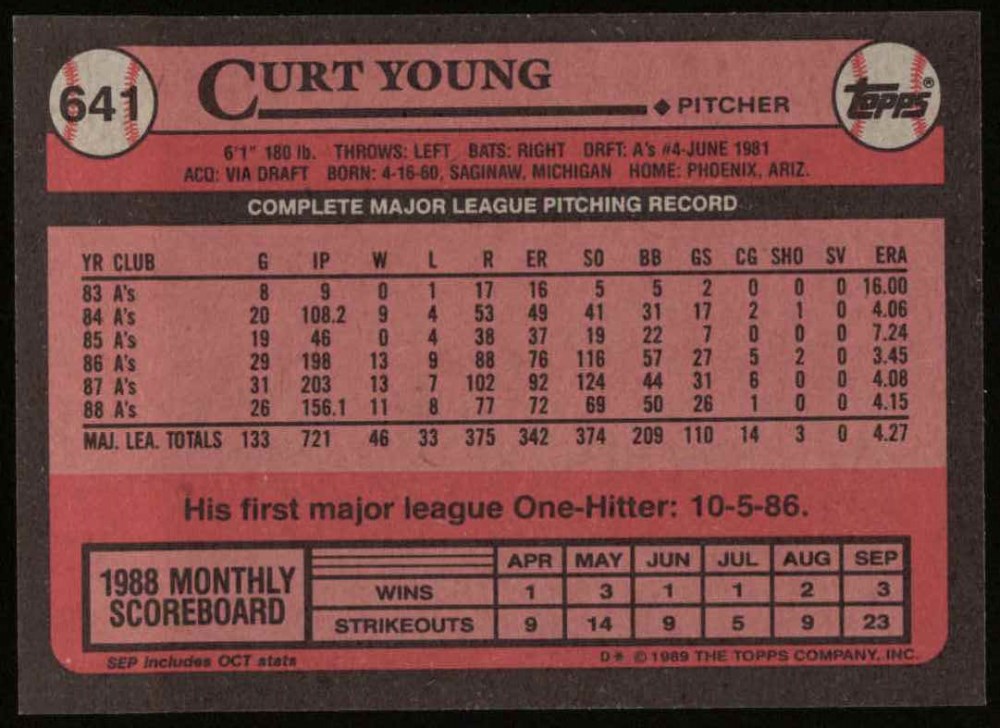 641
CURT YOUNG
◆ PITCHER
TOPPS®
6'1" 180 lb. THROWS: LEFT BATS: RIGHT DRFT: A's #4-JUNE 1981
ACQ: VIA DRAFT BORN: 4-16-60, SAGINAW, MICHIGAN HOME: PHOENIX, ARIZ.
COMPLETE MAJOR LEAGUE PITCHING RECORD
YR CLUB G IP W L R ER SO BB GS CG SHO SV ERA
83 A's 8 9 0 1 17 16 5 5 2 0 0 0 16.00
84 A's 20 108.2 9 4 53 49 41 31 17 2 1 0 4.06
85 A's 19 46 0 4 38 37 19 22 7 0 0 0 7.24
86 A's 29 198 13 9 88 76 116 57 27 5 2 0 3.45
87 A's 31 203 13 7 102 92 124 44 31 6 0 0 4.08
88 A's 26 156.1 11 8 77 72 69 50 26 1 0 0 4.15
MAJ. LEA. TOTALS 133 721 46 33 375 342 374 209 110 14 3 0 4.27
His first major league One-Hitter: 10-5-86.
1988 MONTHLY
SCOREBOARD
APR MAY JUN JUL AUG SEP
WINS 1 3 1 1 2 3
STRIKEOUTS 9 14 9 5 9 23
SEP includes OCT stats
D* © 1989 THE TOPPS COMPANY, INC.